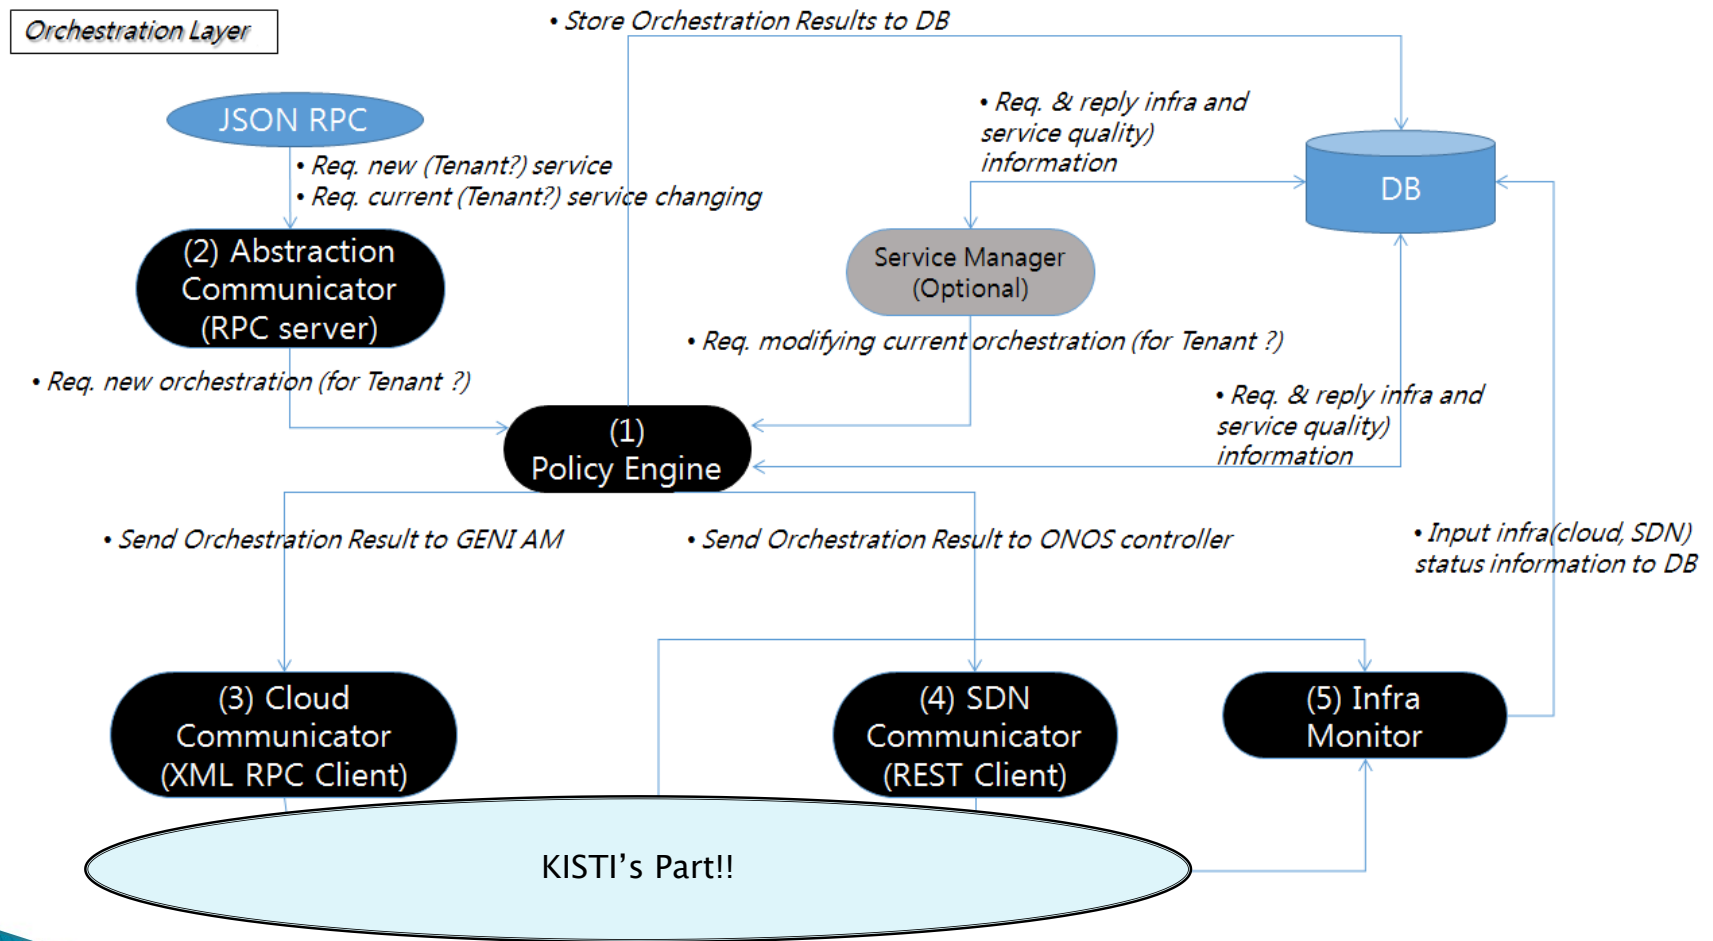 Orchestration Layer
• Store Orchestration Results to DB
JSON RPC
• Req. & reply infra and
service quality)
information
• Req. new (Tenant?) service
• Req. current (Tenant?) service changing
DB
(2) Abstraction
Communicator
(RPC server)
Service Manager
(Optional)
• Req. modifying current orchestration (for Tenant ?)
• Req. new orchestration (for Tenant ?)
• Req. & reply infra and
service quality)
information
(1)
Policy Engine
• Send Orchestration Result to GENI AM
• Send Orchestration Result to ONOS controller
• Input infra(cloud, SDN)
status information to DB
(3) Cloud
Communicator
(XML RPC Client)
(4) SDN
Communicator
(REST Client)
(5) Infra
Monitor
KISTI’s Part!!